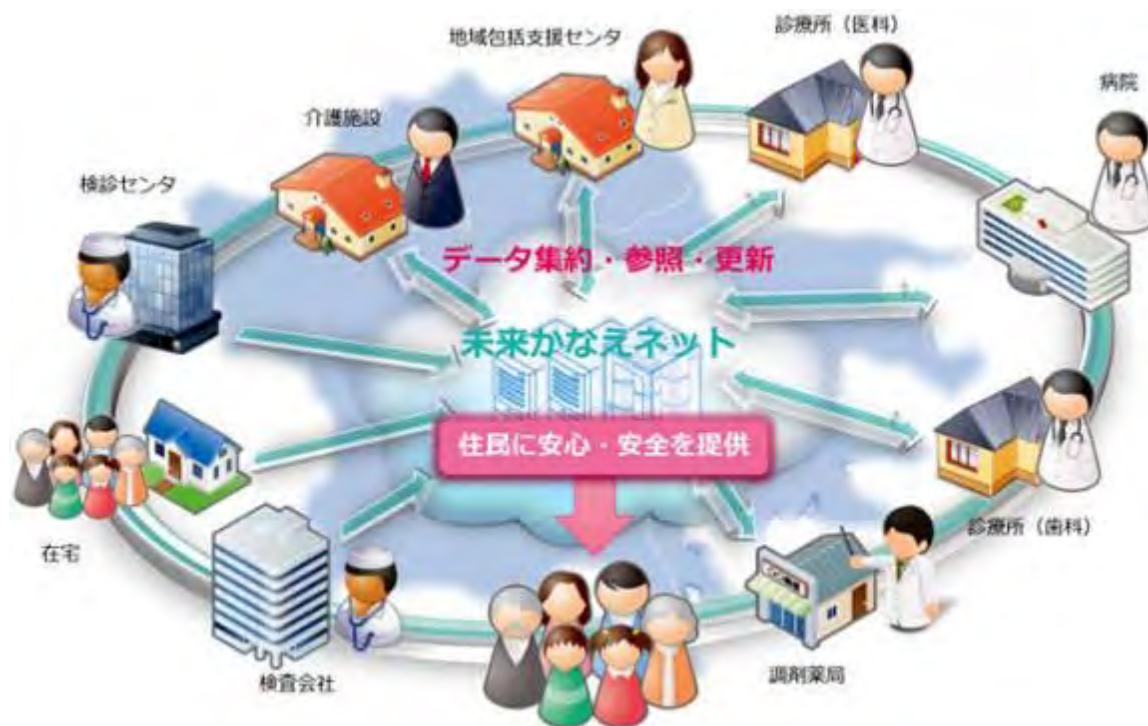 地域包括支援センタ
診療所（医科）
病院
介護施設
検診センタ
データ集約・参照・更新
未来かなえネット
住民に安心・安全を提供
在宅
診療所（歯科）
検査会社
調剤薬局